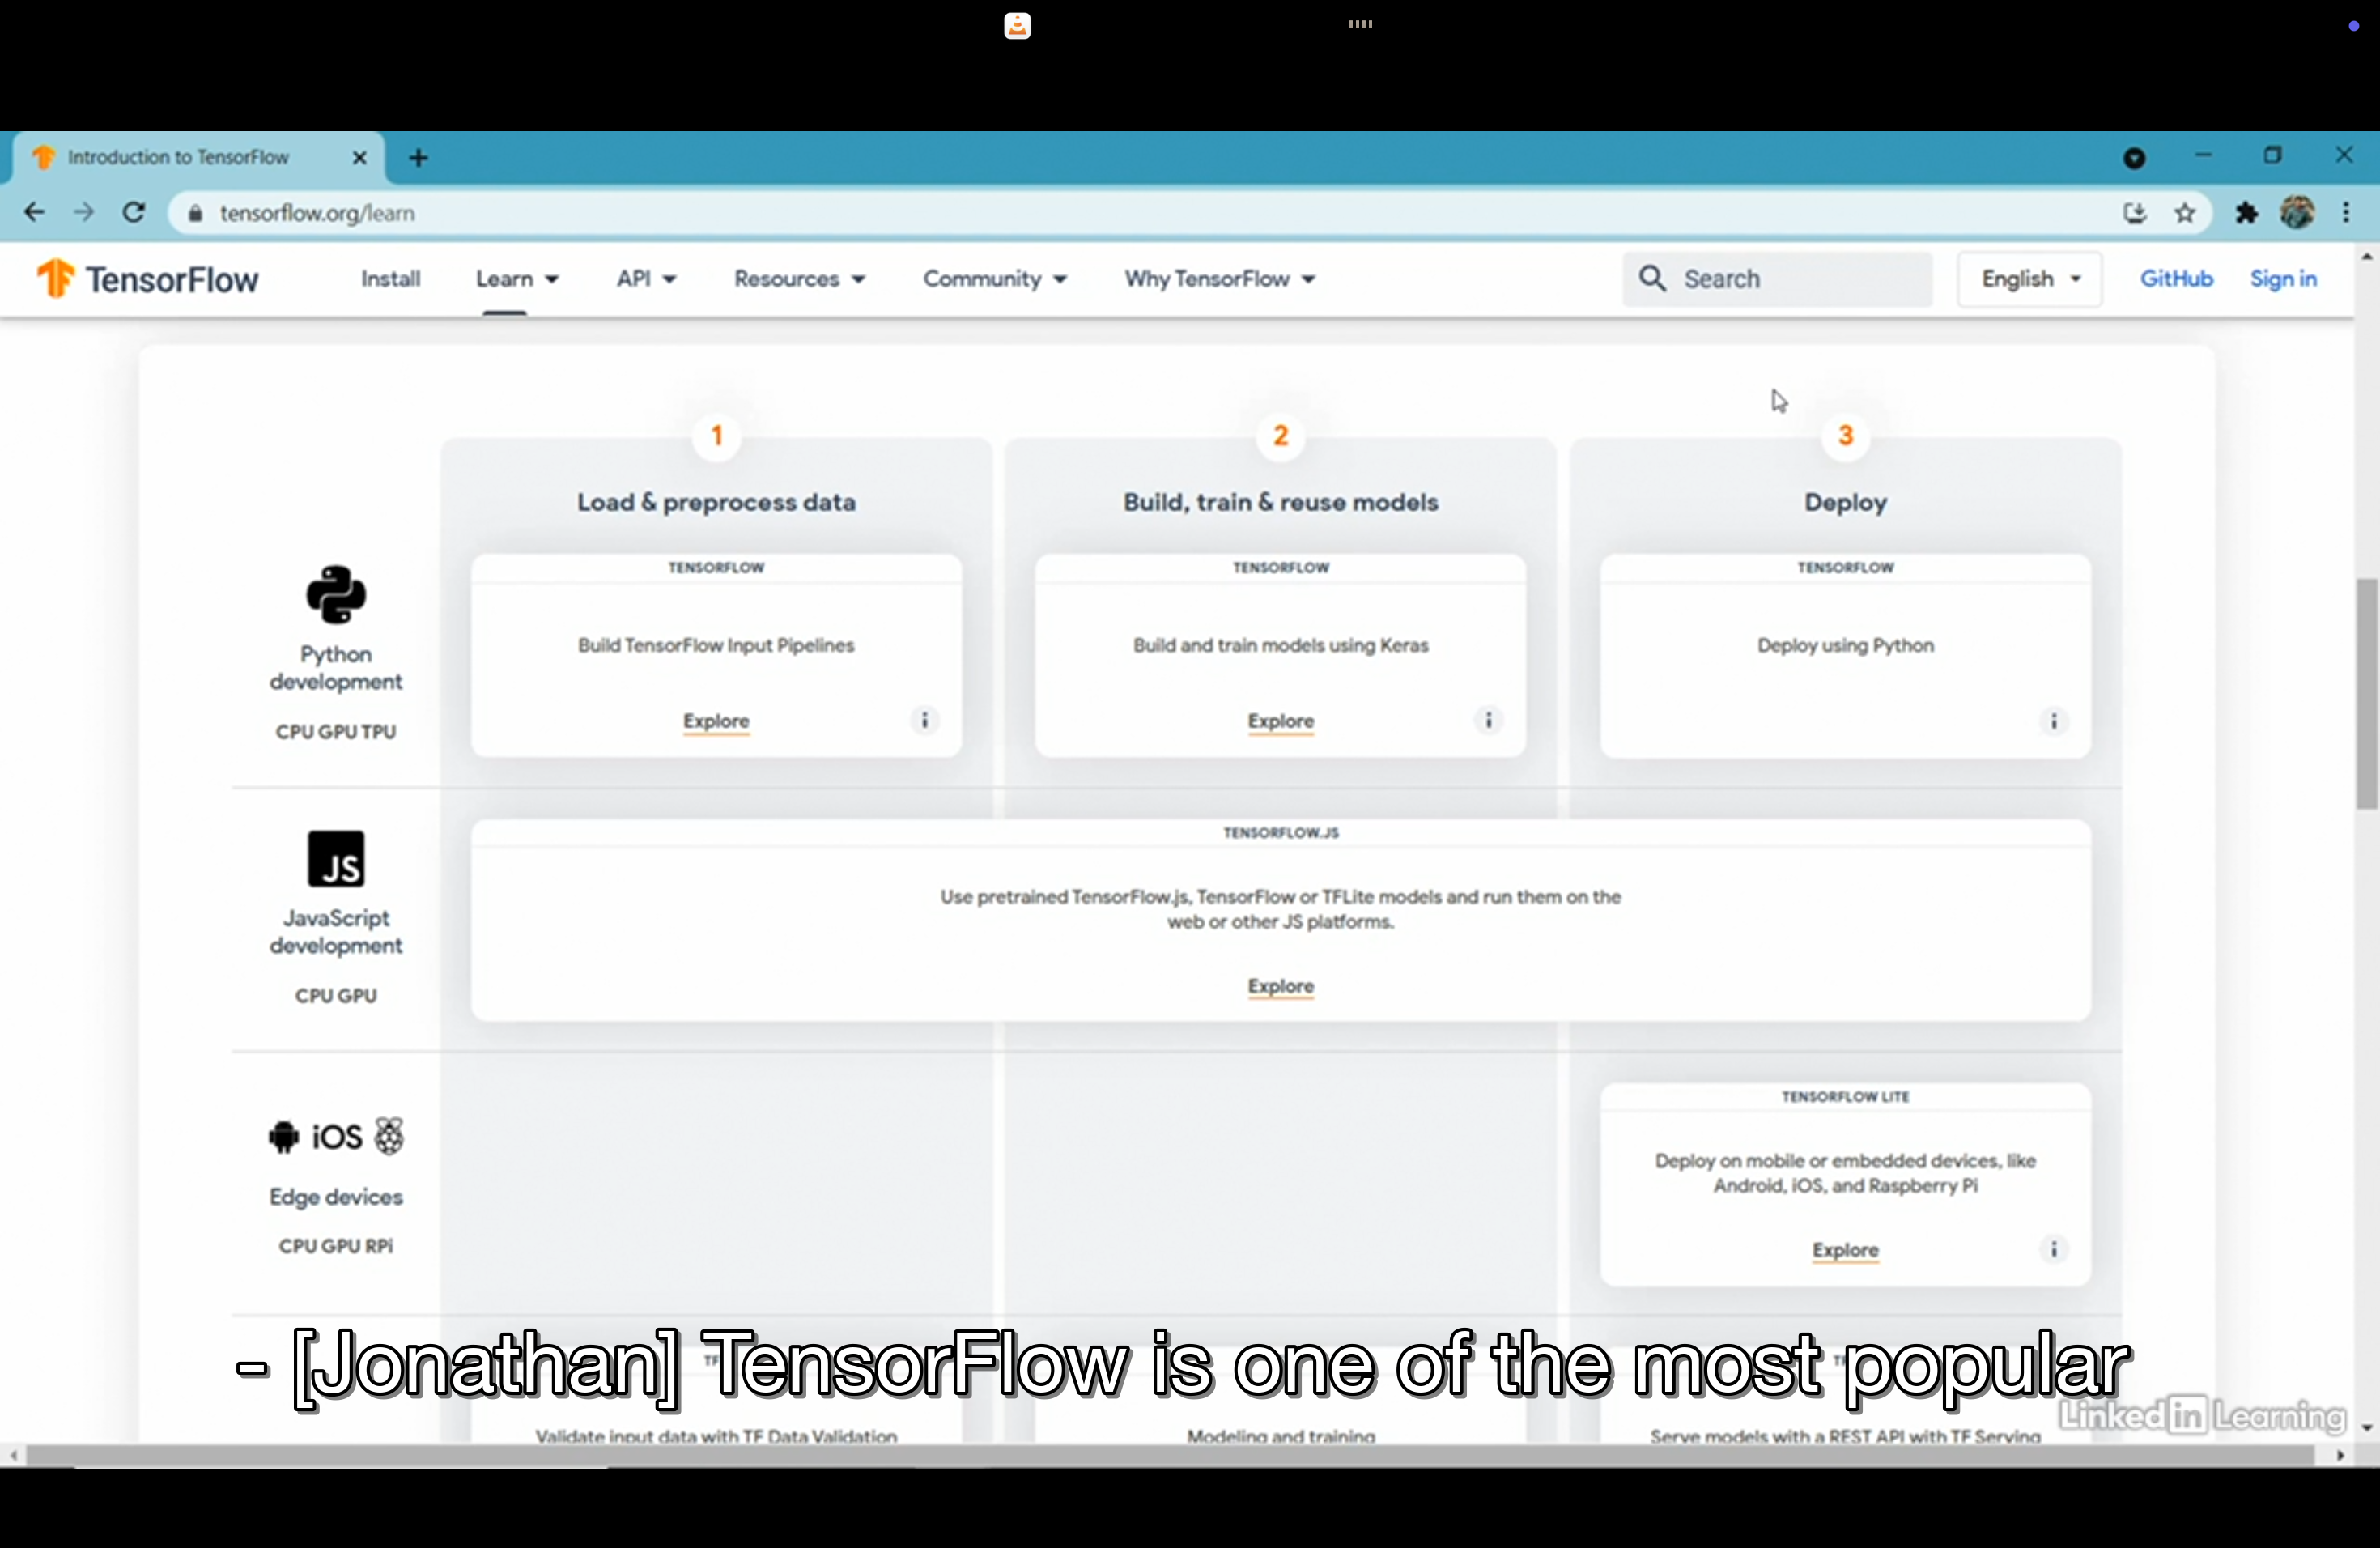 Introduction to TensorFlow
tensorflow.org/learn
TensorFlow Install Learn API Resources Community Why TensorFlow Search English GitHub Sign in
1 2 3
Load & preprocess data Build, train & reuse models Deploy
TENSORFLOW TENSORFLOW TENSORFLOW
Python
development
CPU GPU TPU
Build TensorFlow Input Pipelines Build and train models using Keras Deploy using Python
Explore Explore
TENSORFLOW.JS
JS
JavaScript
development
CPU GPU
Use pretrained TensorFlow.js, TensorFlow or TFLite models and run them on the
web or other JS platforms.
Explore
TENSORFLOW LITE
iOS
Edge devices
CPU GPU RPi
Deploy on mobile or embedded devices, like
Android, iOS, and Raspberry Pi
Explore
- [Jonathan] TensorFlow is one of the most popular
LinkedIn Learning
Validate input data with TF Data Validation Modeling and training Serve models with a REST API with TF Serving